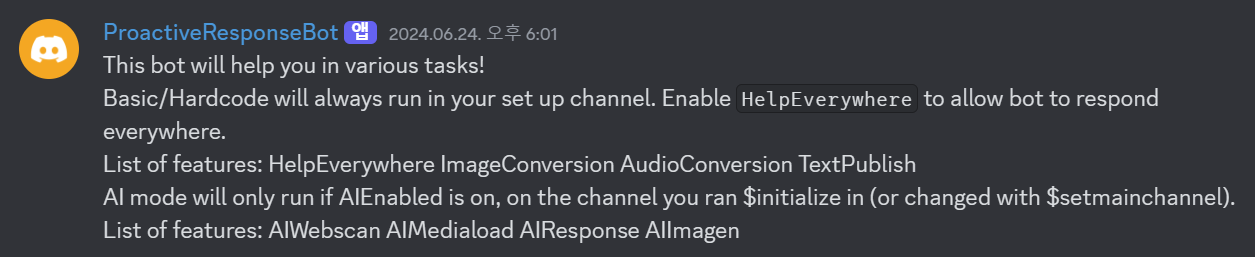 ProactiveResponseBot 앱 2024.06.24. 오후 6:01
This bot will help you in various tasks!
Basic/Hardcode will always run in your set up channel. Enable HelpEverywhere to allow bot to respond
everywhere.
List of features: HelpEverywhere ImageConversion AudioConversion TextPublish
AI mode will only run if AIEnabled is on, on the channel you ran $initialize in (or changed with $setmainchannel).
List of features: AIWebscan AIMediaload AIResponse AIImagen